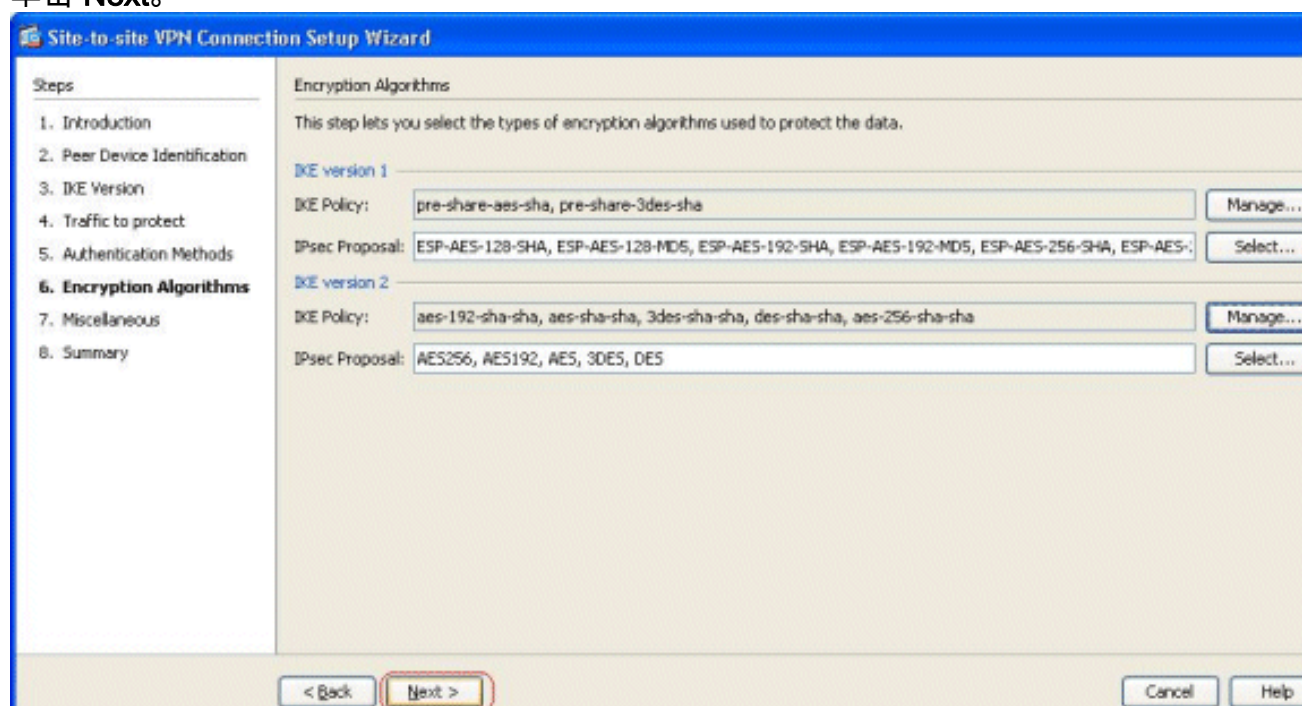 单击 Next。
Site-to-site VPN Connection Setup Wizard
Steps
1. Introduction
2. Peer Device Identification
3. IKE Version
4. Traffic to protect
5. Authentication Methods
6. Encryption Algorithms
7. Miscellaneous
8. Summary
Encryption Algorithms
This step lets you select the types of encryption algorithms used to protect the data.
IKE version 1
IKE Policy: pre-share-aes-sha, pre-share-3des-sha Manage...
IPsec Proposal: ESP-AES-128-SHA, ESP-AES-128-MD5, ESP-AES-192-SHA, ESP-AES-192-MD5, ESP-AES-256-SHA, ESP-AES- Select...
IKE version 2
IKE Policy: aes-192-sha-sha, aes-sha-sha, 3des-sha-sha, des-sha-sha, aes-256-sha-sha Manage...
IPsec Proposal: AES256, AES192, AES, 3DES, DES Select...
< Back Next > Cancel Help